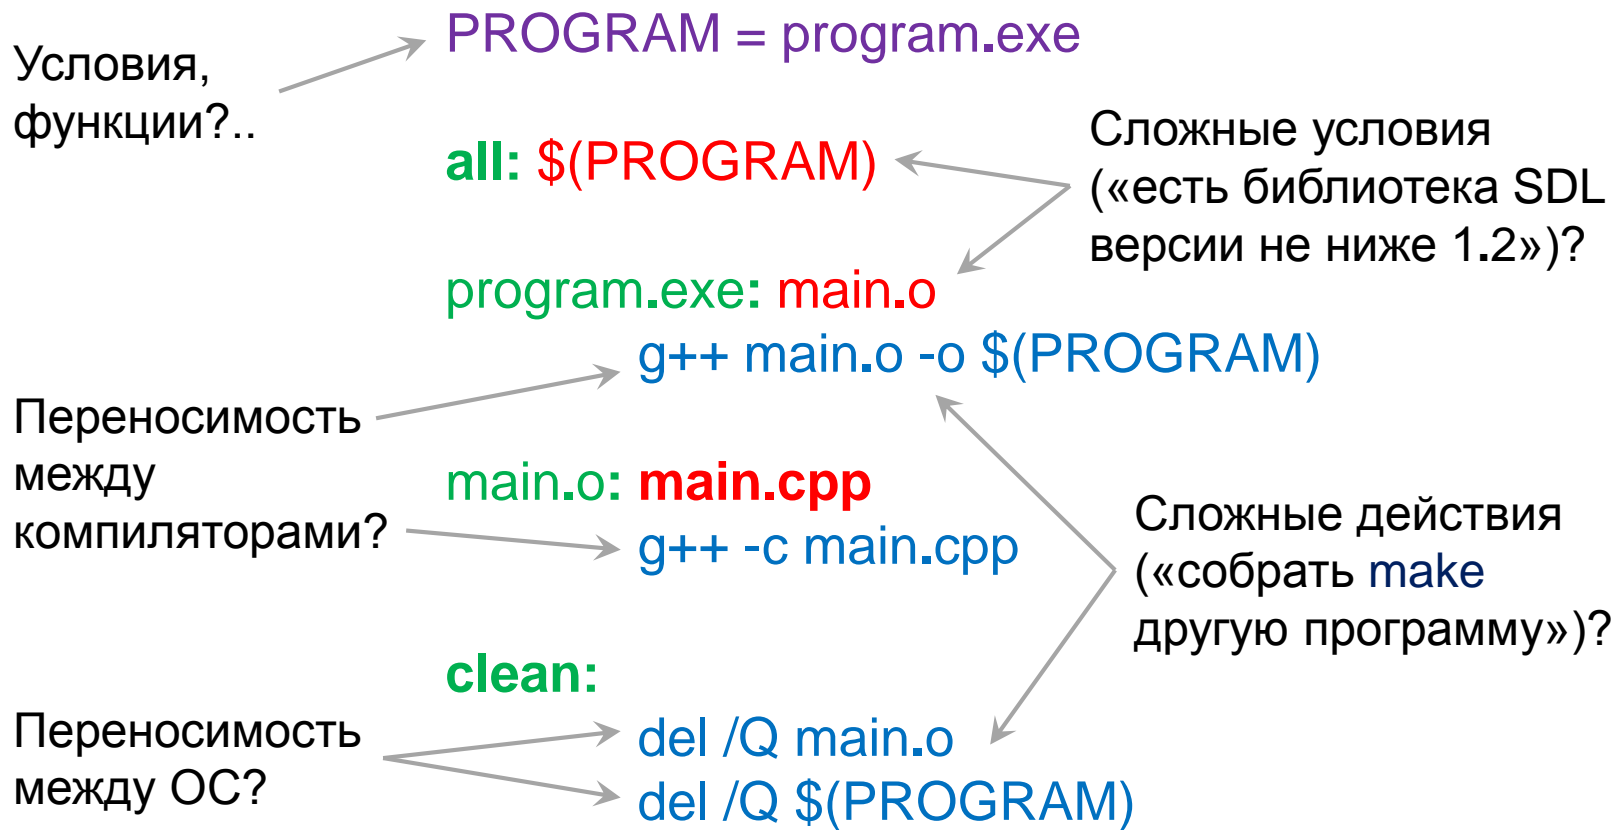 Условия,
функции?..
PROGRAM = program.exe
all: $(PROGRAM)
Сложные условия
(«есть библиотека SDL
версии не ниже 1.2»)?
program.exe: main.o
g++ main.o -o $(PROGRAM)
Переносимость
между
компиляторами?
main.o: main.cpp
g++ -c main.cpp
Сложные действия
(«собрать make
другую программу»)?
clean:
del /Q main.o
del /Q $(PROGRAM)
Переносимость
между ОС?